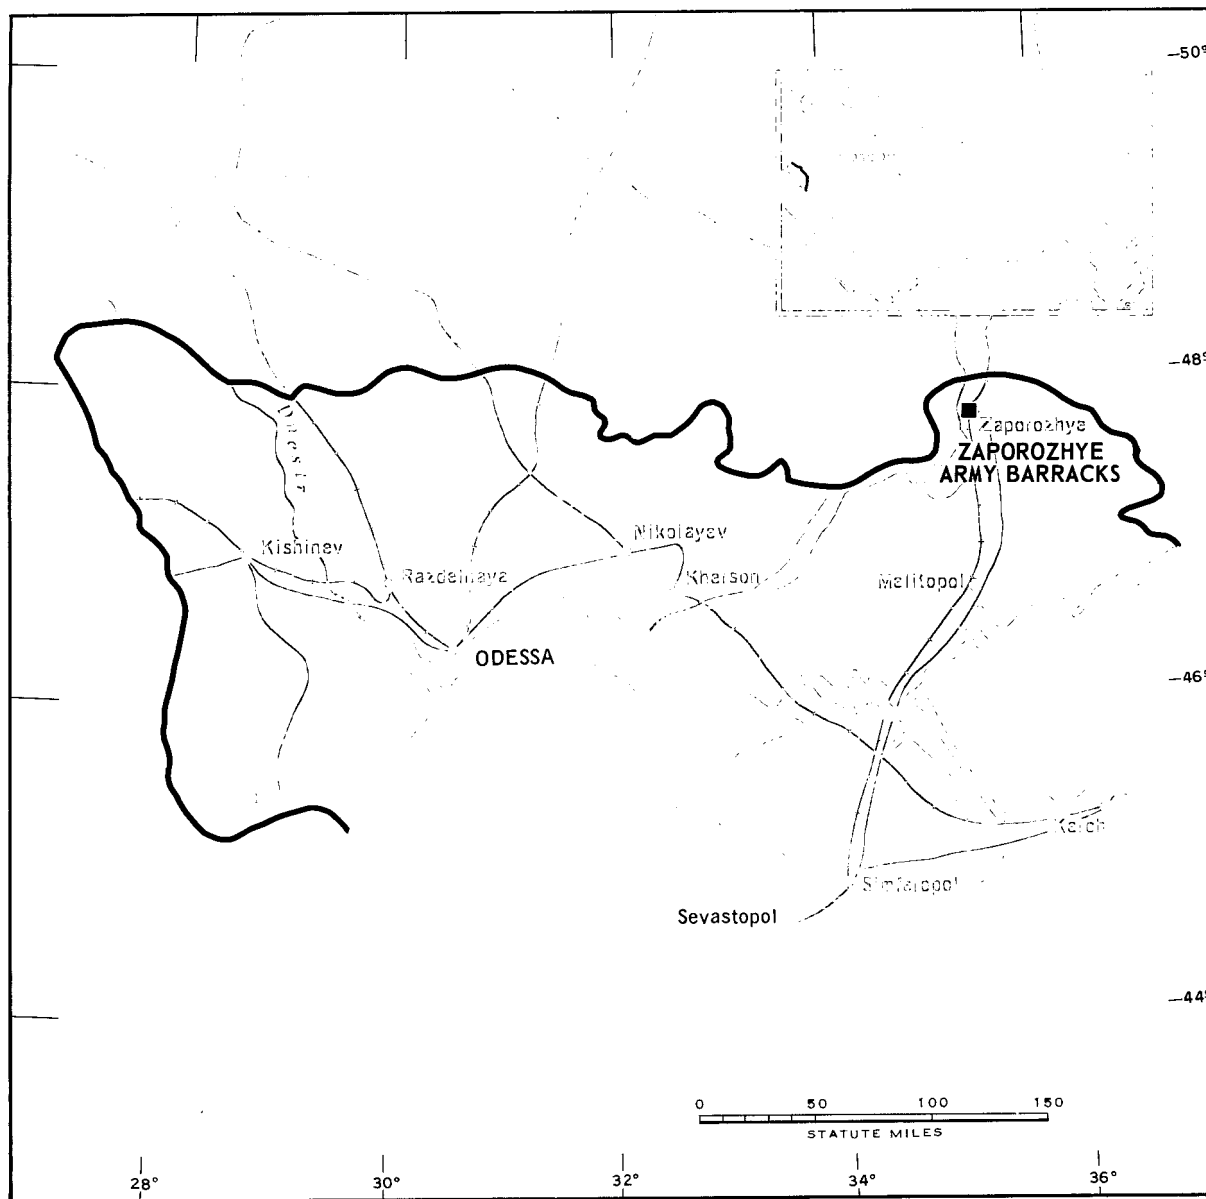 50°
48°
Dnestr
Zaporozhye
ZAPOROZHYE
ARMY BARRACKS
Nikolayev
Kishinev
Razdelnaya
Kherson
Melitopol
ODESSA
46°
Kerch
Simferopol
Sevastopol
44°
0 50 100 150
STATUTE MILES
28° 30° 32° 34° 36°